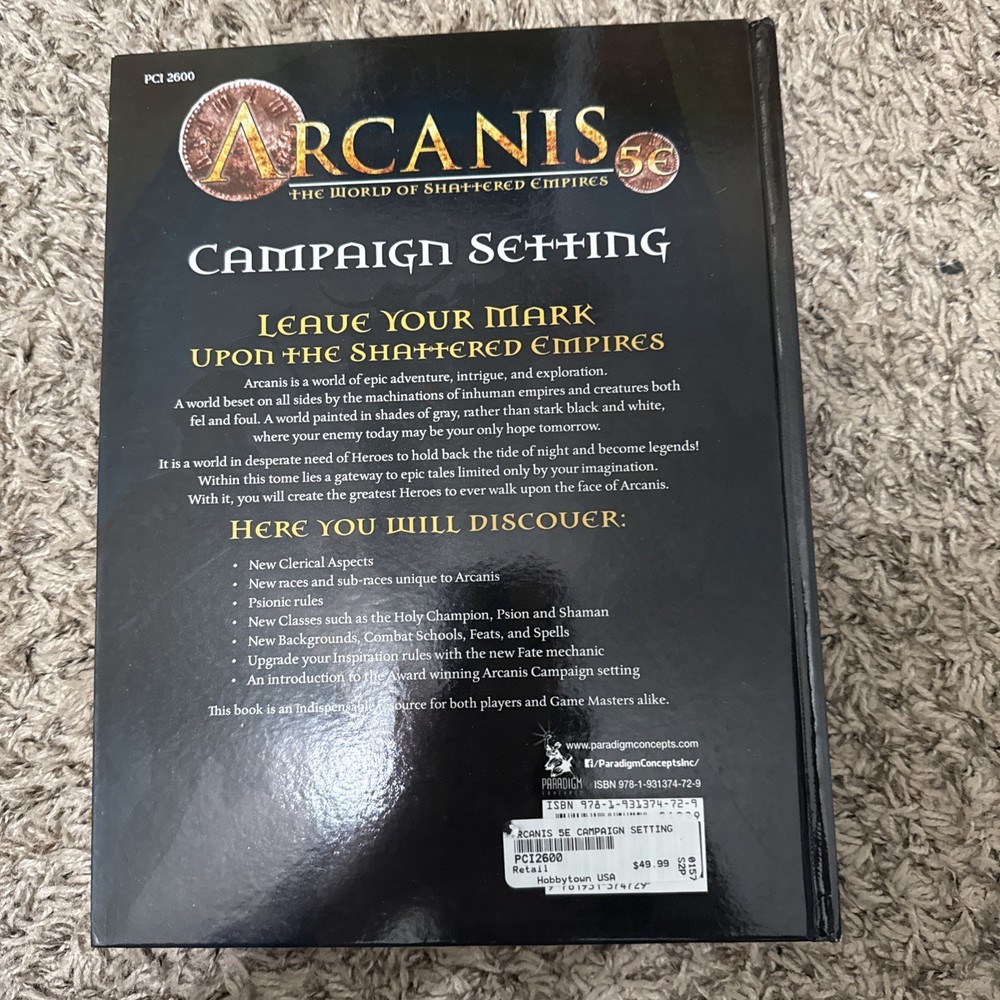 PCI 2600
ARCANIS
5E
THE WORLD OF SHATTERED EMPIRES
CAMPAIGN SETTING
LEAVE YOUR MARK
UPON THE SHATTERED EMPIRES
Arcanis is a world of epic adventure, intrigue, and exploration.
A world beset on all sides by the machinations of inhuman empires and creatures both
fel and foul. A world painted in shades of gray, rather than stark black and white,
where your enemy today may be your only hope tomorrow.
It is a world in desperate need of Heroes to hold back the tide of night and become legends!
Within this tome lies a gateway to epic tales limited only by your imagination.
With it, you will create the greatest Heroes to ever walk upon the face of Arcanis.
HERE YOU WILL DISCOVER:
• New Clerical Aspects
• New races and sub-races unique to Arcanis
• Psionic rules
• New Classes such as the Holy Champion, Psion and Shaman
• New Backgrounds, Combat Schools, Feats, and Spells
• Upgrade your Inspiration rules with the new Fate mechanic
• An introduction to the Award winning Arcanis Campaign setting
This book is an indispensable resource for both players and Game Masters alike.
www.paradigmconcepts.com
f/ParadigmConceptsInc/
PARADIGM
CONCEPTS
ISBN 978-1-931374-72-9
ISBN 978-1-931374-72-9
RCANIS 5E CAMPAIGN SETTING
PCI2600
Retail
$49.99
Hobbytown USA
0157
S2P